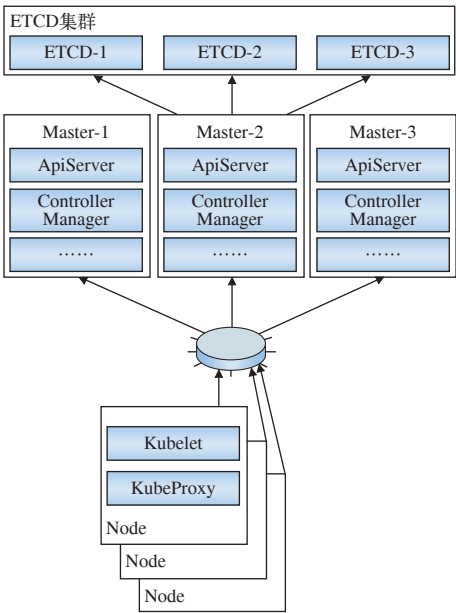 ETCD集群
ETCD-1
ETCD-2
ETCD-3
Master-1
Master-2
Master-3
ApiServer
ApiServer
ApiServer
Controller
Manager
Controller
Manager
Controller
Manager
……
……
……
Kubelet
KubeProxy
Node
Node
Node